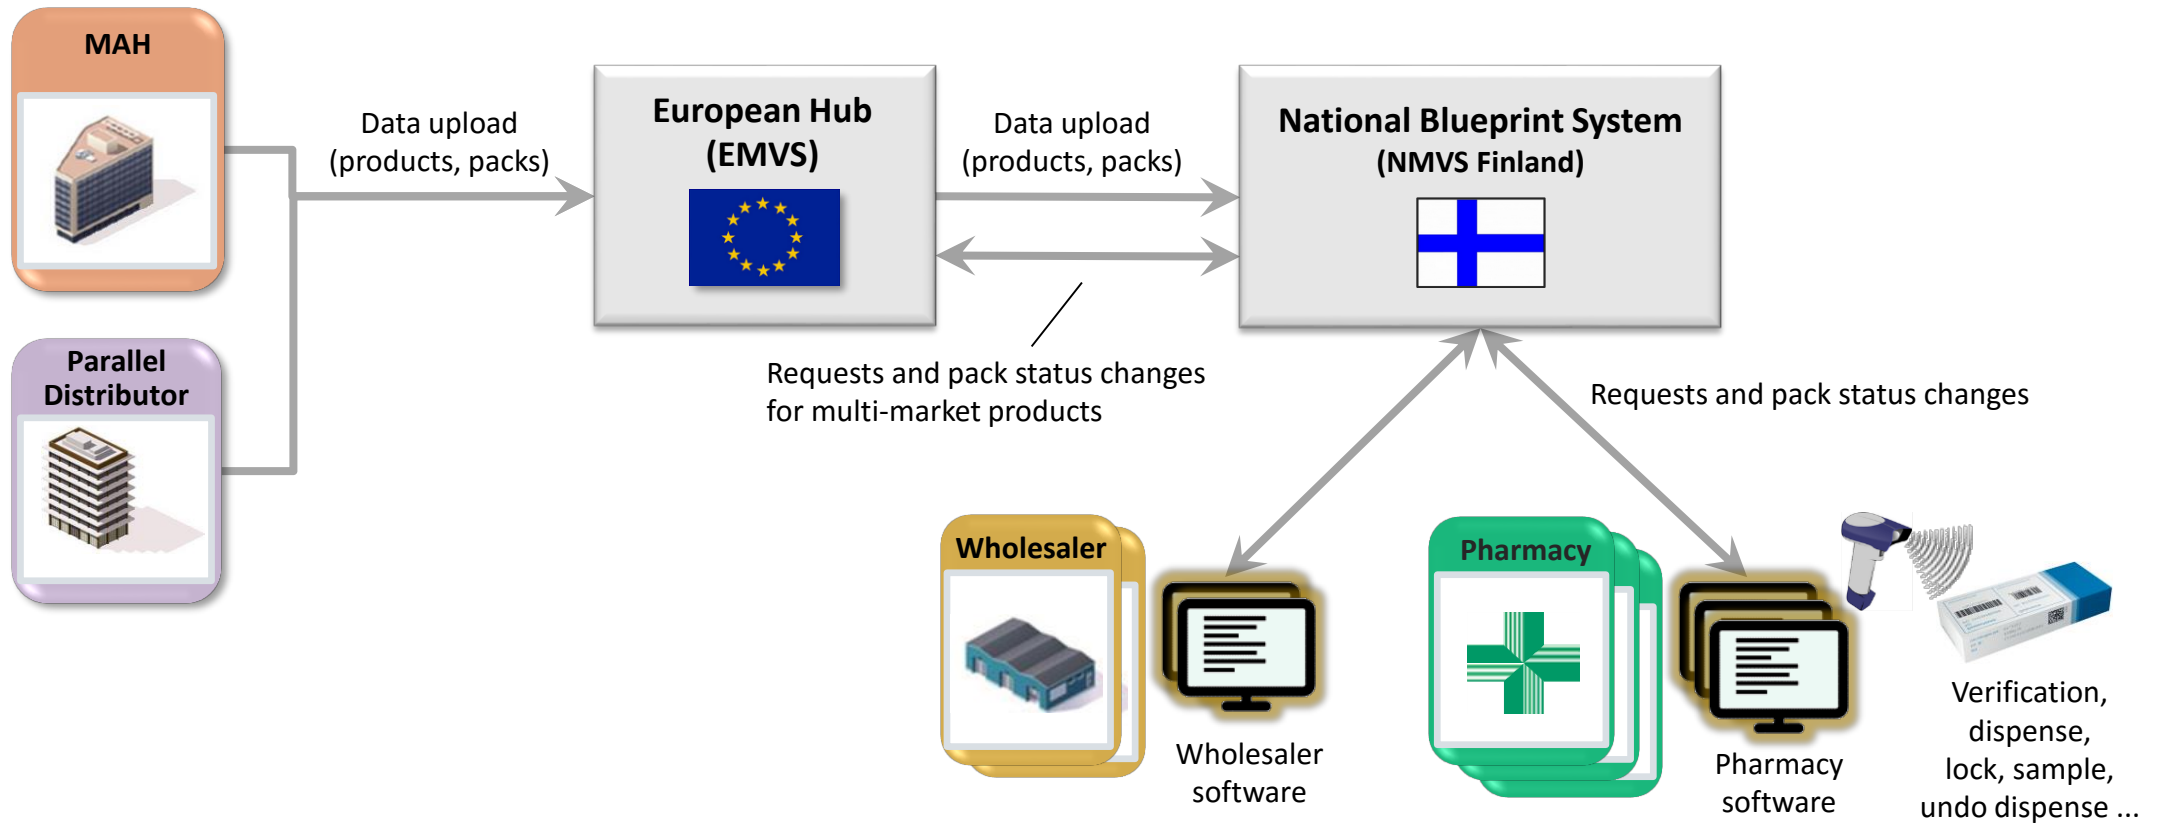 MAH
Data upload
(products, packs)
European Hub
(EMVS)
Data upload
(products, packs)
National Blueprint System
(NMVS Finland)
Parallel
Distributor
Requests and pack status changes
for multi-market products
Requests and pack status changes
Wholesaler
Wholesaler
software
Pharmacy
Pharmacy
software
Verification,
dispense,
lock, sample,
undo dispense ...